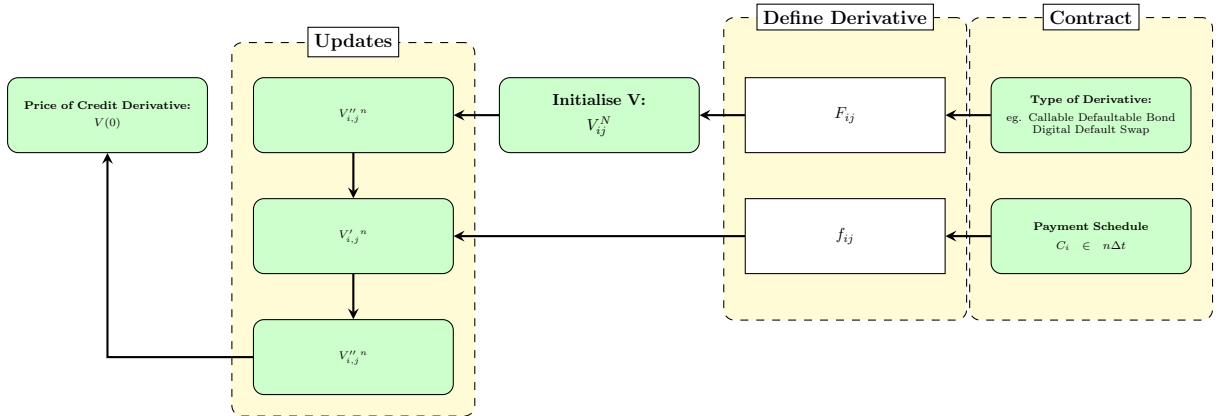 Define Derivative
Contract
Updates
Price of Credit Derivative:
V(0)
V''_{i,j}^n
Initialise V:
V_{ij}^N
F_{ij}
Type of Derivative:
eg. Callable Defaultable Bond
Digital Default Swap
V'_{i,j}^n
f_{ij}
Payment Schedule
C_i ∈ nΔt
V''_{i,j}^n